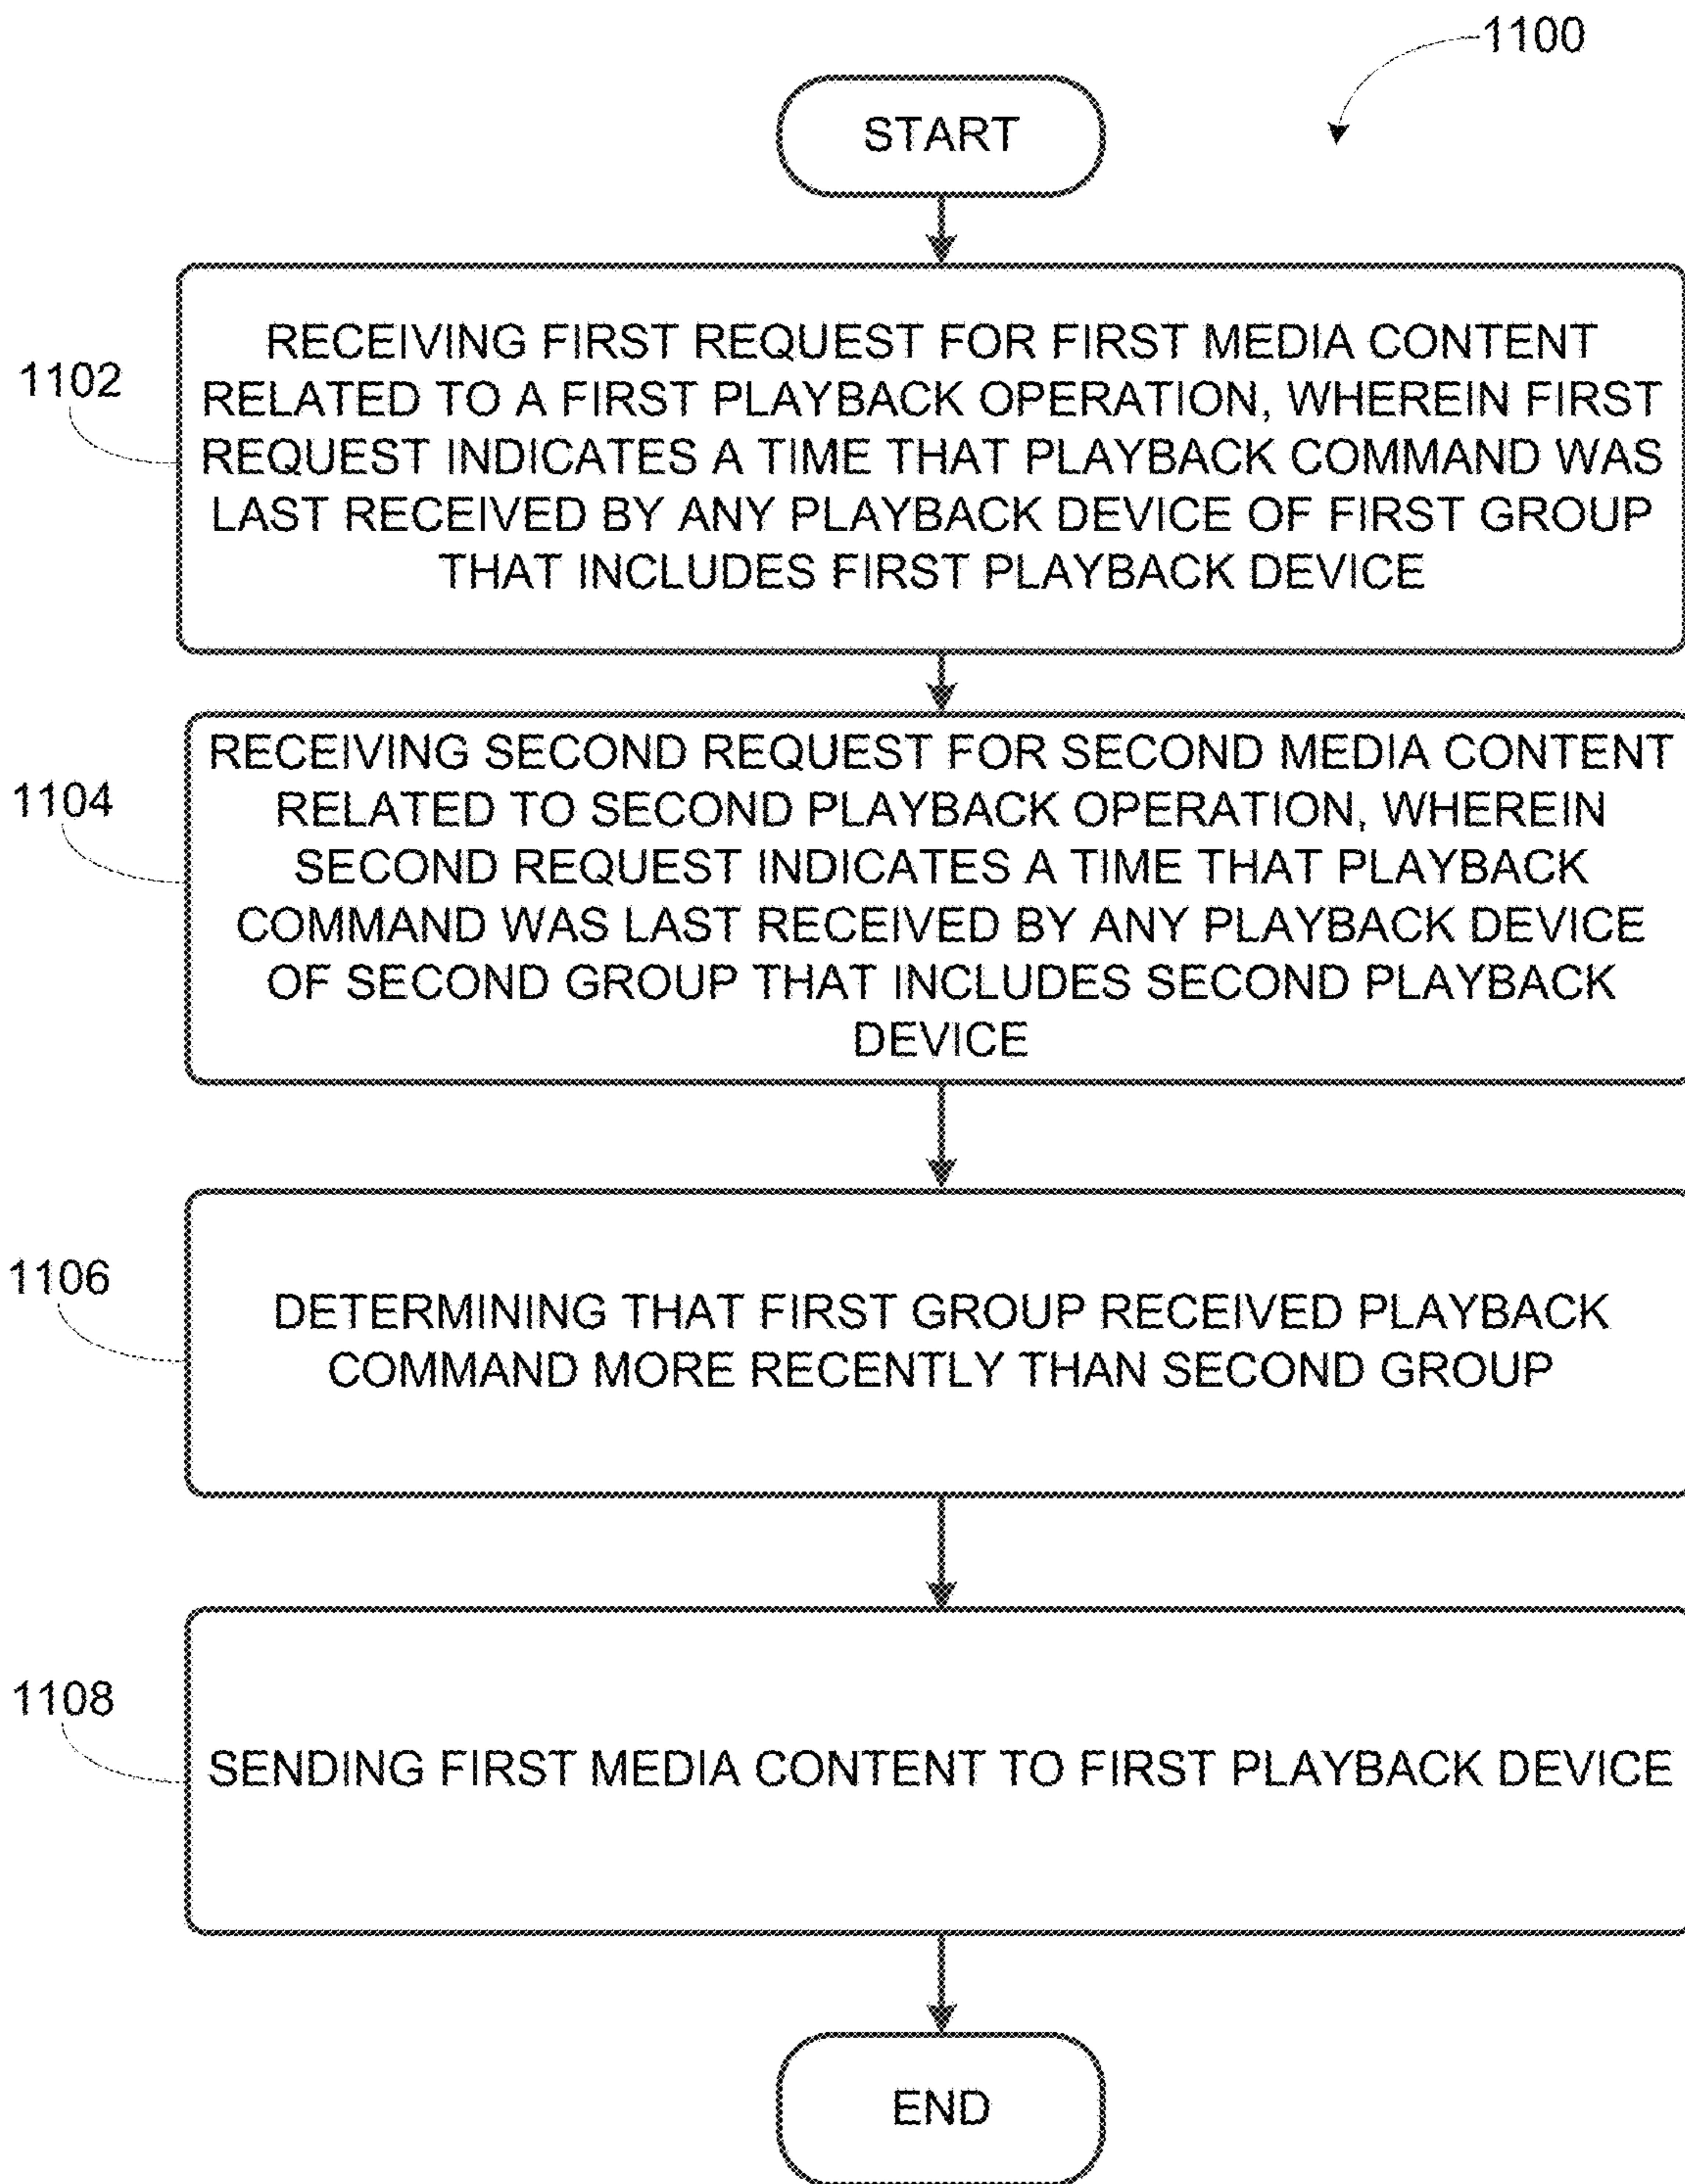 1100
START
1102
RECEIVING FIRST REQUEST FOR FIRST MEDIA CONTENT
RELATED TO A FIRST PLAYBACK OPERATION, WHEREIN FIRST
REQUEST INDICATES A TIME THAT PLAYBACK COMMAND WAS
LAST RECEIVED BY ANY PLAYBACK DEVICE OF FIRST GROUP
THAT INCLUDES FIRST PLAYBACK DEVICE
1104
RECEIVING SECOND REQUEST FOR SECOND MEDIA CONTENT
RELATED TO SECOND PLAYBACK OPERATION, WHEREIN
SECOND REQUEST INDICATES A TIME THAT PLAYBACK
COMMAND WAS LAST RECEIVED BY ANY PLAYBACK DEVICE
OF SECOND GROUP THAT INCLUDES SECOND PLAYBACK
DEVICE
1106
DETERMINING THAT FIRST GROUP RECEIVED PLAYBACK
COMMAND MORE RECENTLY THAN SECOND GROUP
1108
SENDING FIRST MEDIA CONTENT TO FIRST PLAYBACK DEVICE
END